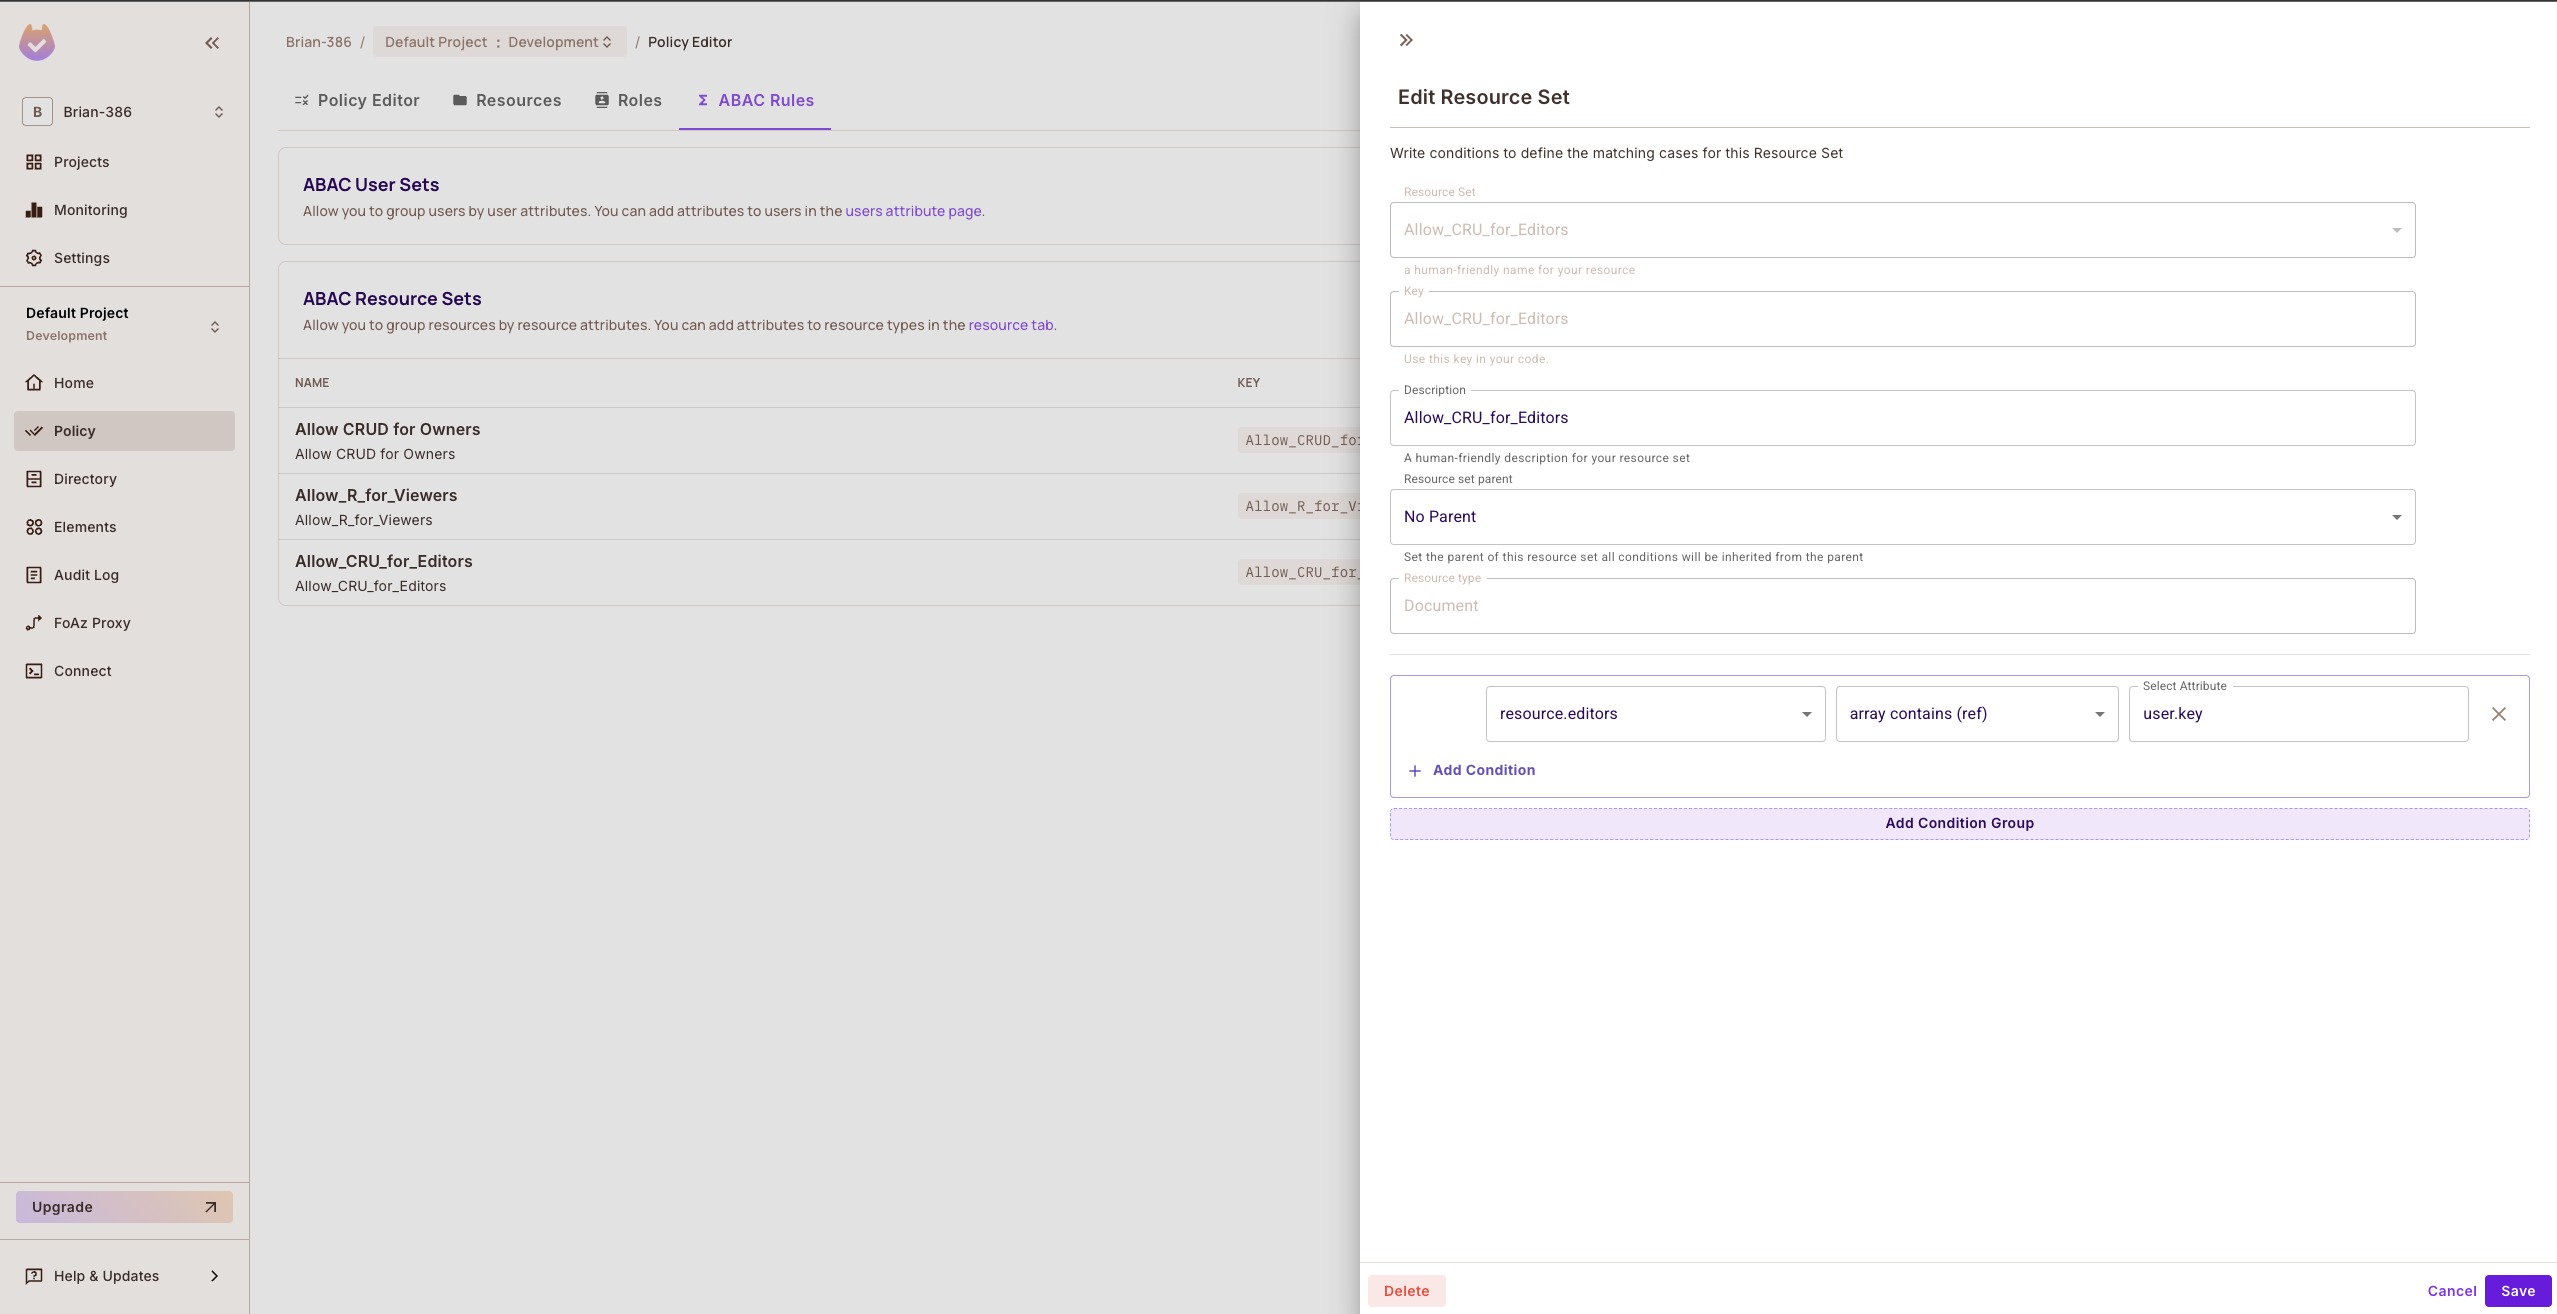 B
Brian-386
Projects
Monitoring
Settings
Default Project
Development
Home
Policy
Directory
Elements
Audit Log
FoAz Proxy
Connect
Upgrade
Help & Updates
Brian-386 / Default Project : Development / Policy Editor
Policy Editor
Resources
Roles
ABAC Rules
ABAC User Sets
Allow you to group users by user attributes. You can add attributes to users in the users attribute page.
ABAC Resource Sets
Allow you to group resources by resource attributes. You can add attributes to resource types in the resource tab.
NAME KEY
Allow CRUD for Owners
Allow CRUD for Owners
Allow_CRUD_for
Allow_R_for_Viewers
Allow_R_for_Viewers
Allow_R_for_Vi
Allow_CRU_for_Editors
Allow_CRU_for_Editors
Allow_CRU_for_
Edit Resource Set
Write conditions to define the matching cases for this Resource Set
Resource Set
Allow_CRU_for_Editors
a human-friendly name for your resource
Key
Allow_CRU_for_Editors
Use this key in your code.
Description
Allow_CRU_for_Editors
A human-friendly description for your resource set
Resource set parent
No Parent
Set the parent of this resource set all conditions will be inherited from the parent
Resource type
Document
resource.editors
array contains (ref)
Select Attribute
user.key
Add Condition
Add Condition Group
Delete
Cancel
Save